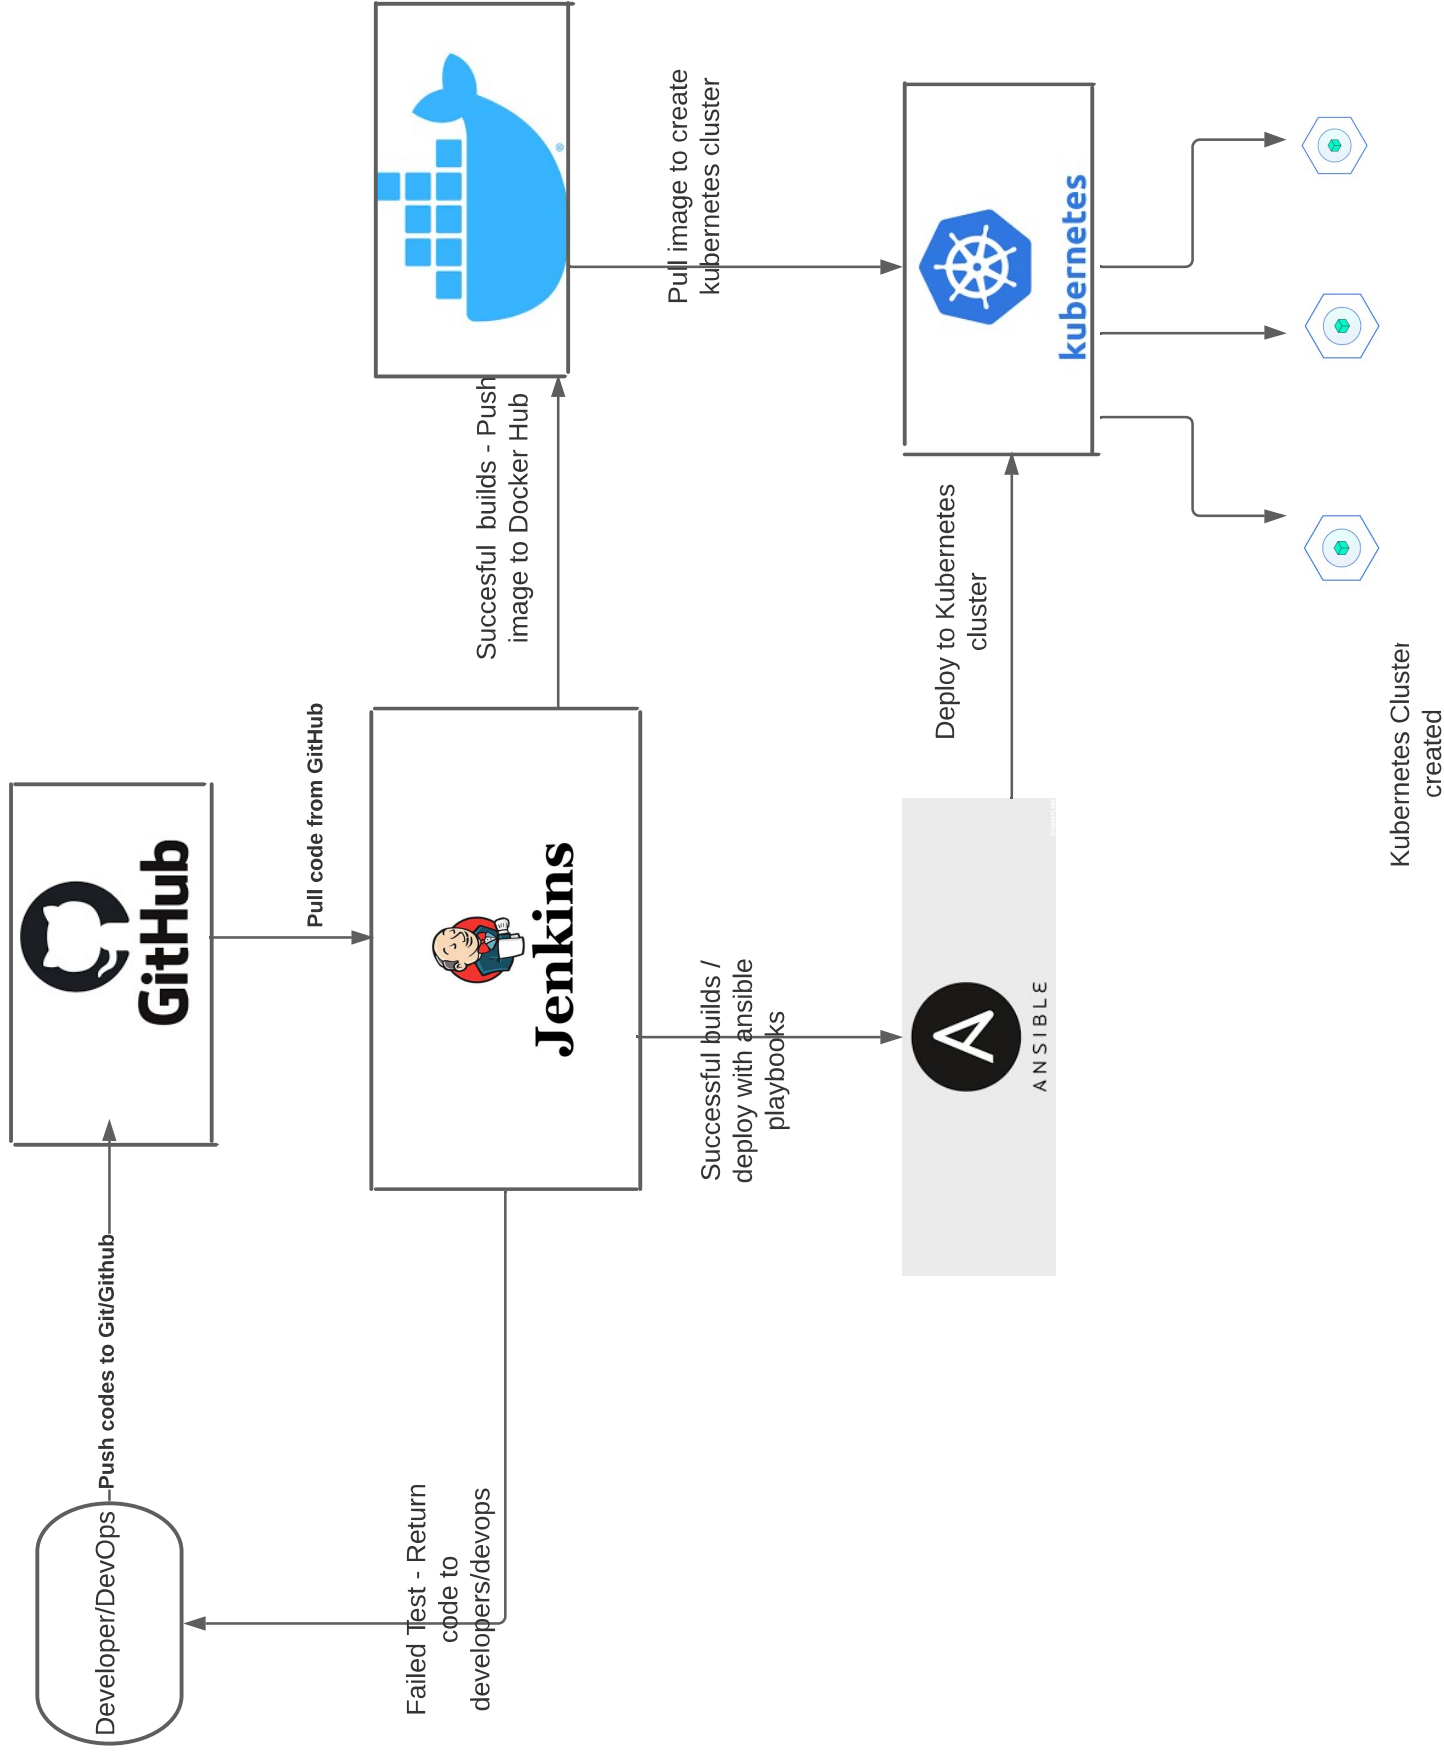 Developer/DevOps
Push codes to Git/Github
GitHub
Pull code from GitHub
Failed Test - Return
code to
developers/devops
Jenkins
Succesful  builds - Push
image to Docker Hub
®
Successful builds /
deploy with ansible
playbooks
Pull image to create
kubernetes cluster
ANSIBLE
Deploy to Kubernetes
cluster
kubernetes
Kubernetes Cluster
created